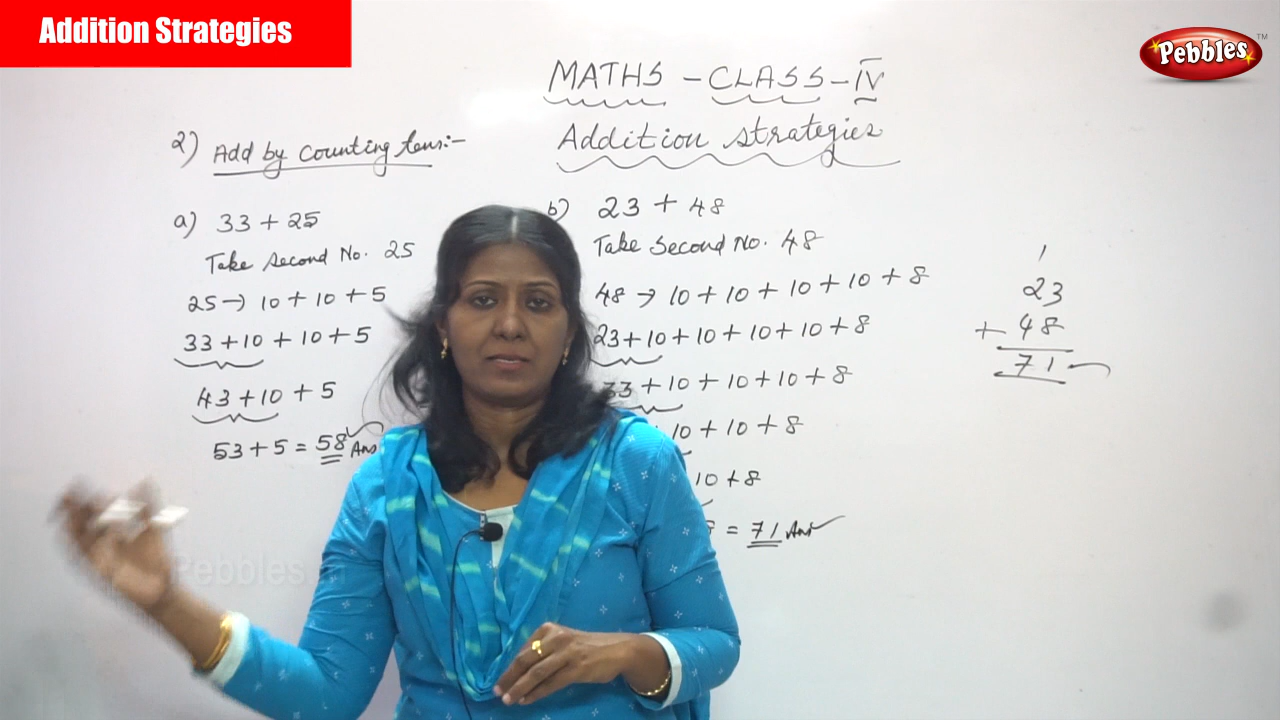 Addition Strategies
Pebbles TM
MATHS - CLASS - IV
Addition strategies
2) Add by counting tens:-
a) 33 + 25
Take second No. 25
25 → 10 + 10 + 5
33 + 10 + 10 + 5
43 + 10 + 5
53 + 5 = 58 Ans
b) 23 + 48
Take Second No. 48
48 → 10 + 10 + 10 + 10 + 8
23 + 10 + 10 + 10 + 10 + 8
33 + 10 + 10 + 10 + 8
10 + 10 + 8
10 + 8
= 71 Ans
1
23
+ 48
71
Pebbles